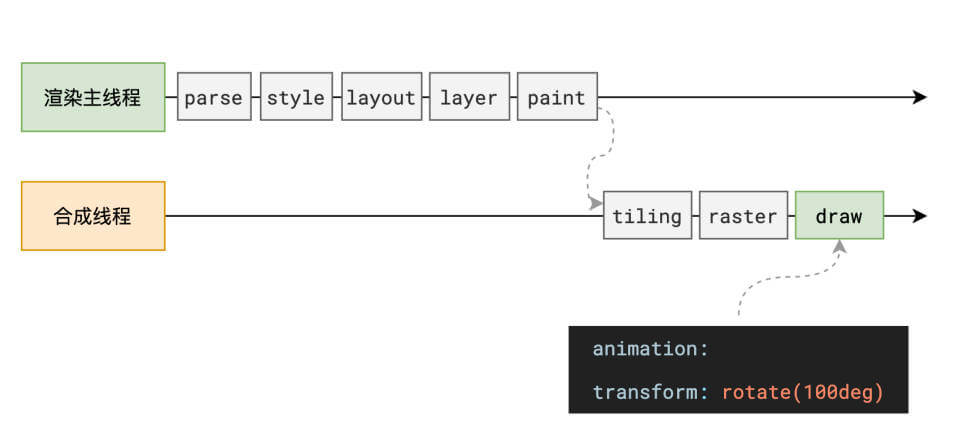 渲染主线程 parse style layout layer paint
合成线程 tiling raster draw
animation:
transform: rotate(100deg)